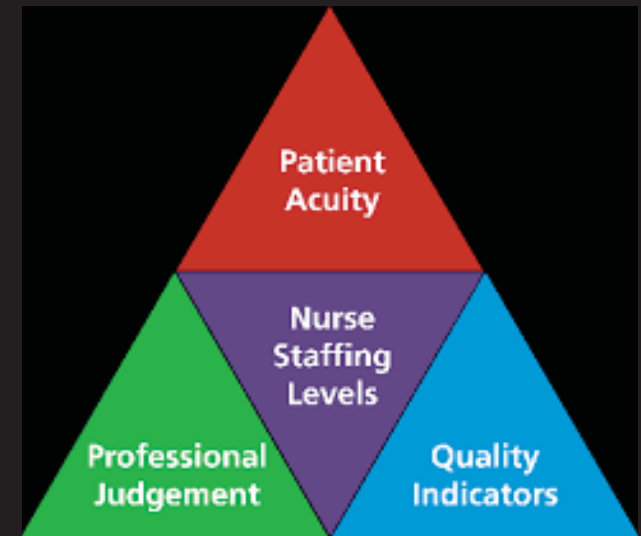 Patient
Acuity
Nurse
Staffing
Levels
Professional
Judgement
Quality
Indicators